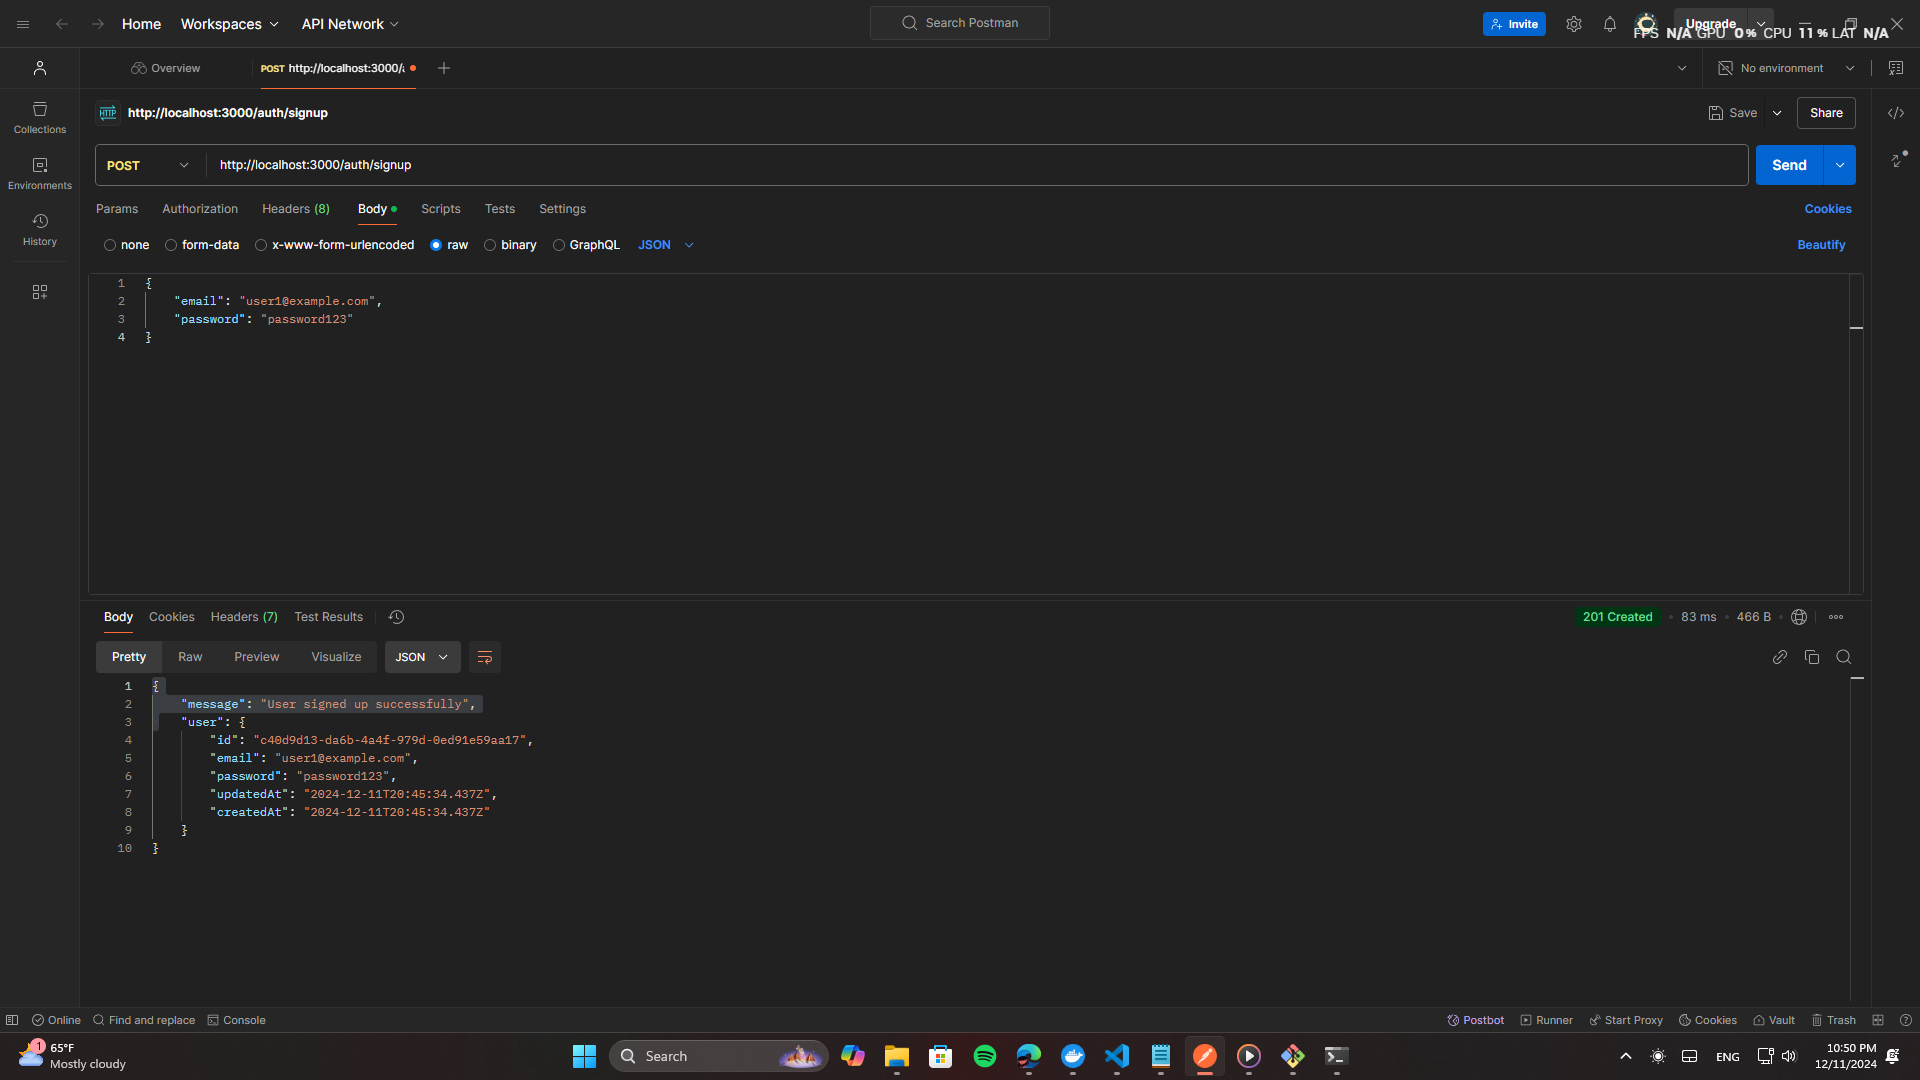 Home Workspaces API Network Search Postman Invite Upgrade
FPS N/A GPU 0% CPU 11% LAT N/A
Overview POST http://localhost:3000/a No environment
HTTP http://localhost:3000/auth/signup Save Share
Collections
POST http://localhost:3000/auth/signup Send
Environments
Params Authorization Headers (8) Body Scripts Tests Settings Cookies
History
none form-data x-www-form-urlencoded raw binary GraphQL JSON Beautify
1 {
2 "email": "user1@example.com",
3 "password": "password123"
4 }
Body Cookies Headers (7) Test Results 201 Created 83 ms 466 B
Pretty Raw Preview Visualize JSON
1 {
2 "message": "User signed up successfully",
3 "user": {
4 "id": "c40d9d13-da6b-4a4f-979d-0ed91e59aa17",
5 "email": "user1@example.com",
6 "password": "password123",
7 "updatedAt": "2024-12-11T20:45:34.437Z",
8 "createdAt": "2024-12-11T20:45:34.437Z"
9 }
10 }
Online Find and replace Console Postbot Runner Start Proxy Cookies Vault Trash
1 65°F
Mostly cloudy
Search
ENG
10:50 PM
12/11/2024